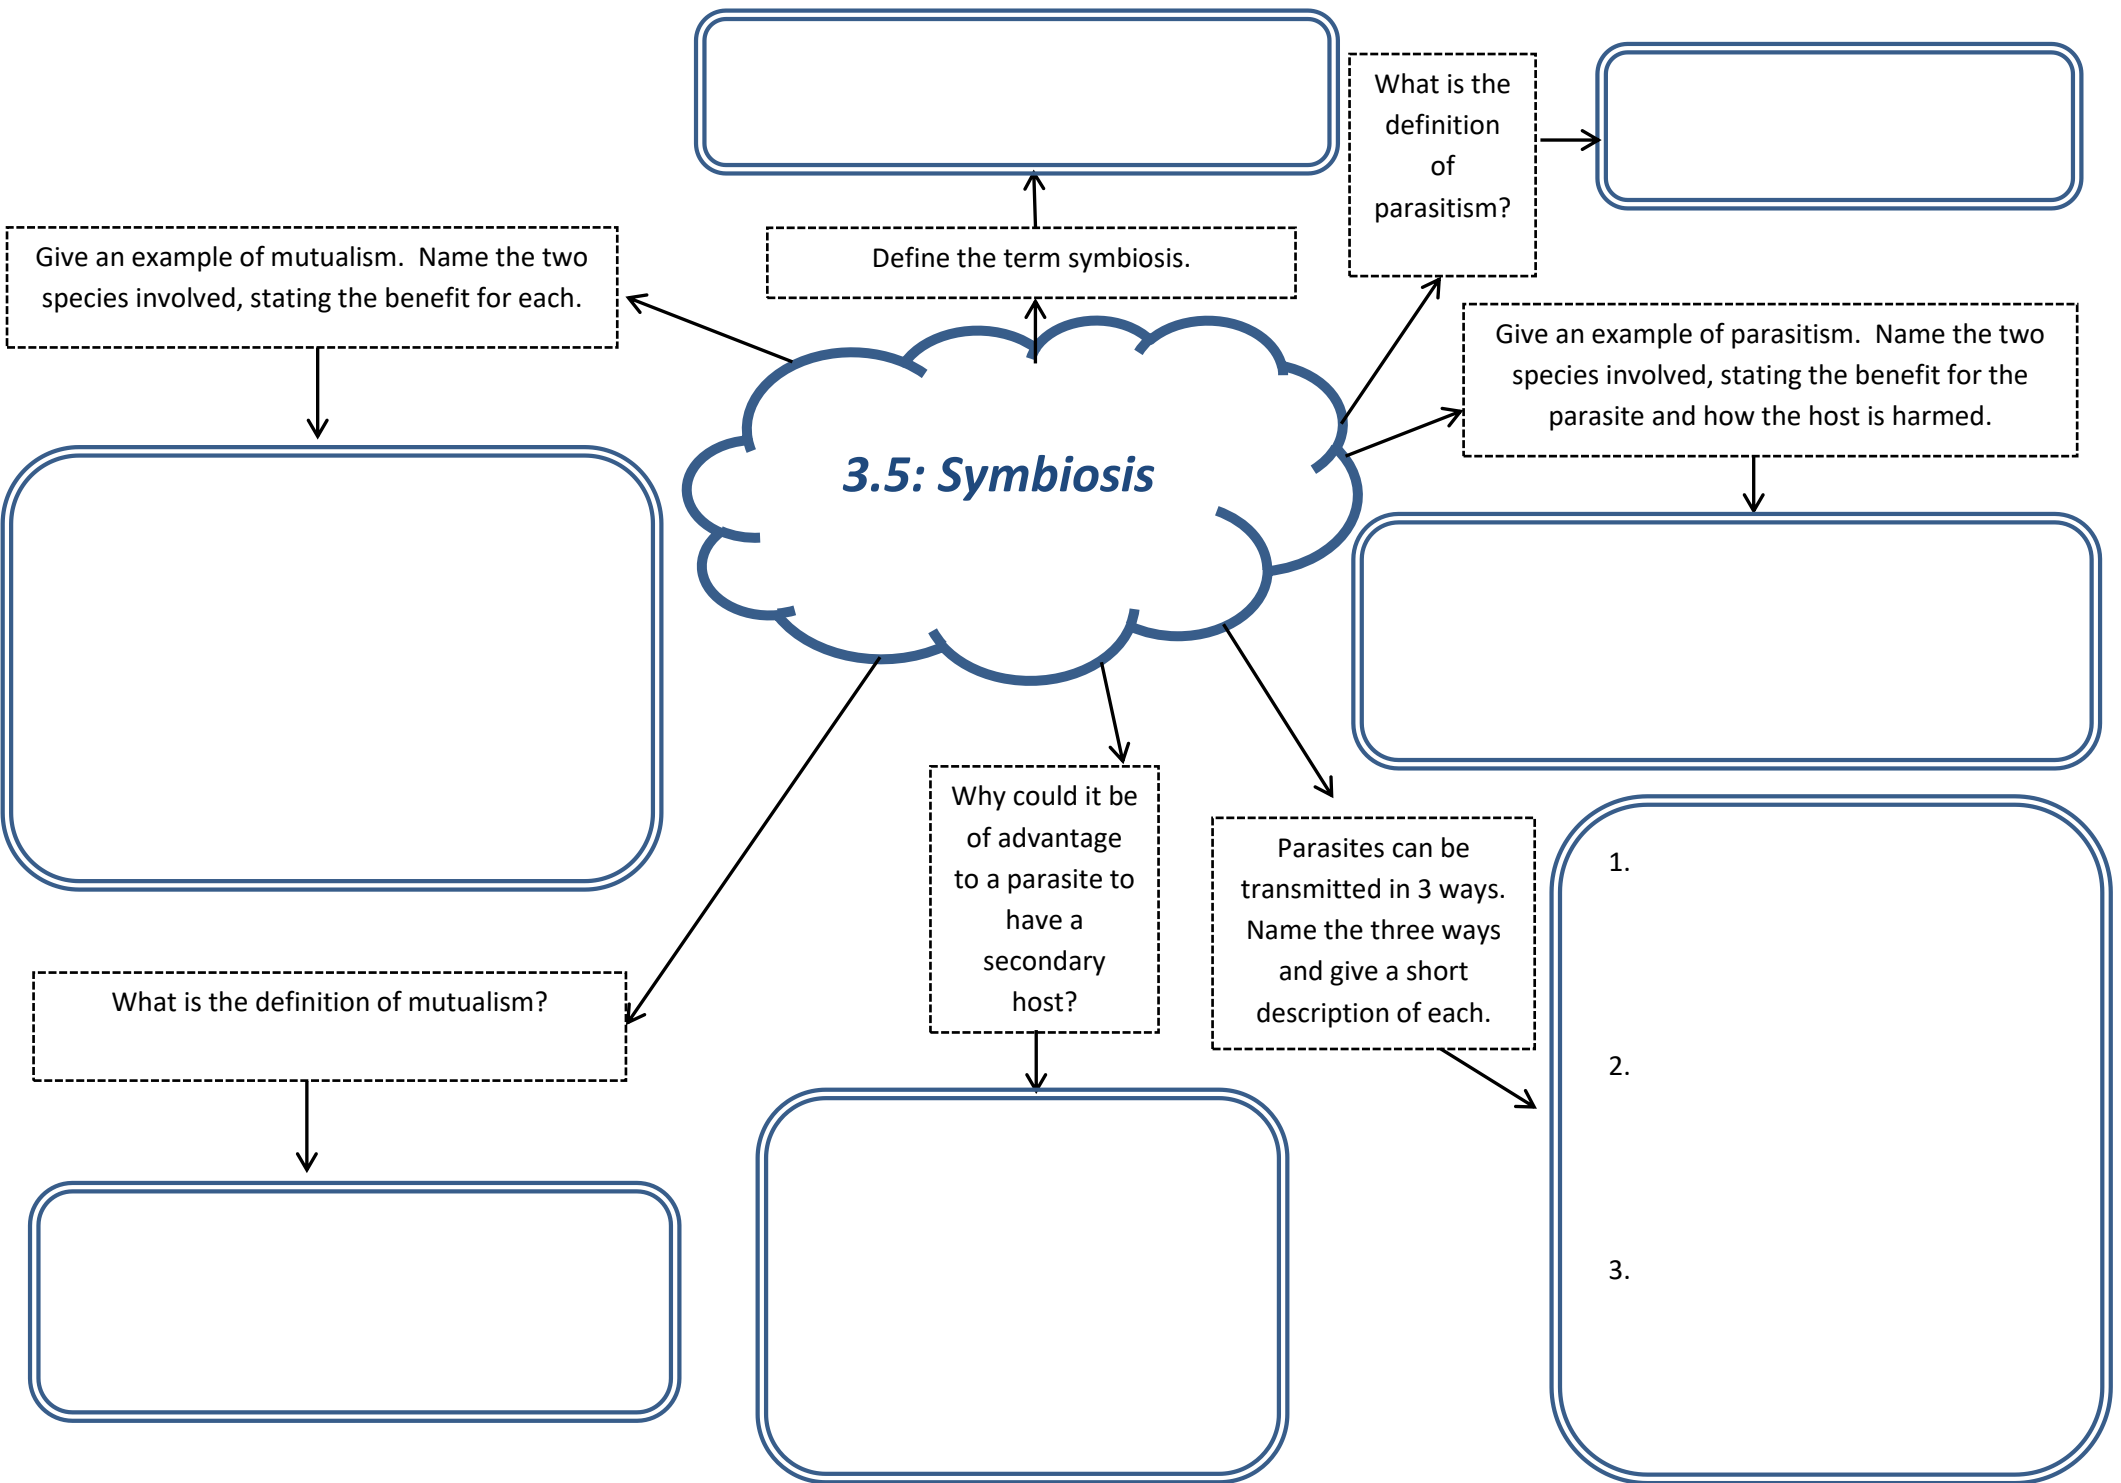 What is the
definition
of
parasitism?
Give an example of mutualism.  Name the two
species involved, stating the benefit for each.
Define the term symbiosis.
Give an example of parasitism.  Name the two
species involved, stating the benefit for the
parasite and how the host is harmed.
3.5: Symbiosis
Why could it be
of advantage
to a parasite to
have a
secondary
host?
Parasites can be
transmitted in 3 ways.
Name the three ways
and give a short
description of each.
1.
2.
3.
What is the definition of mutualism?